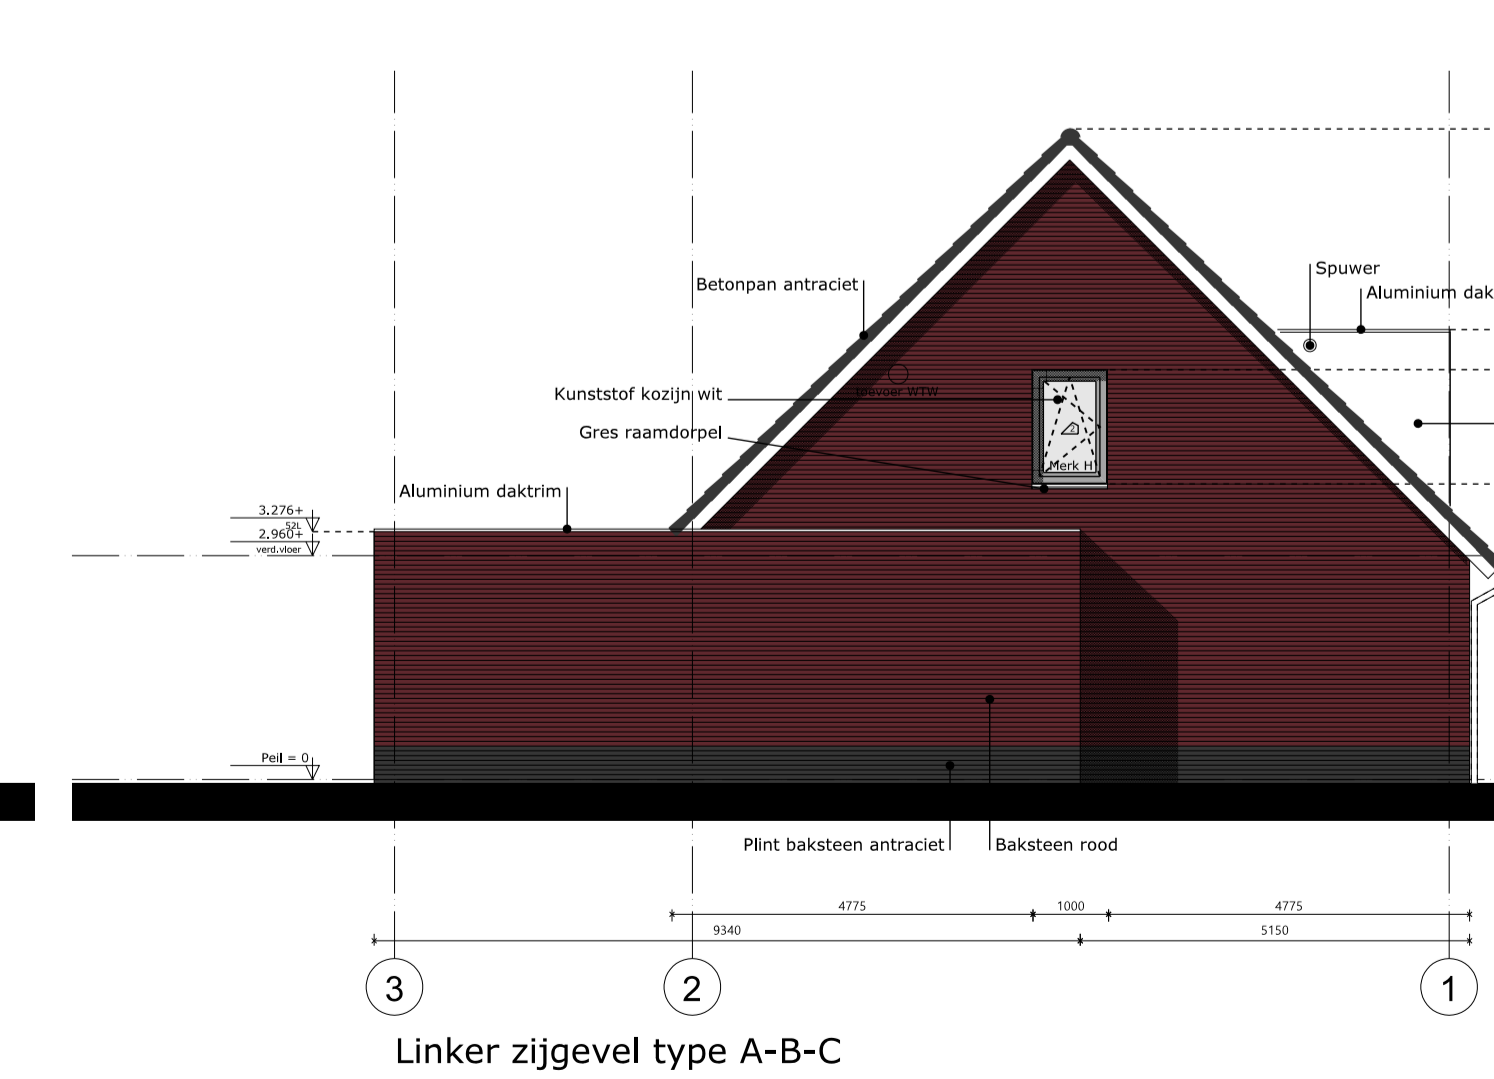 Spuwer
Betonpan antraciet
Aluminium dak
Kunststof kozijn wit
toevoer WTW
Gres raamdorpel
2
Merk H
Aluminium daktrim
3.276+
52L
2.960+
verd.vloer
Peil = 0
Plint baksteen antraciet
Baksteen rood
4775 1000 4775
9340 5150
3 2 1
Linker zijgevel type A-B-C